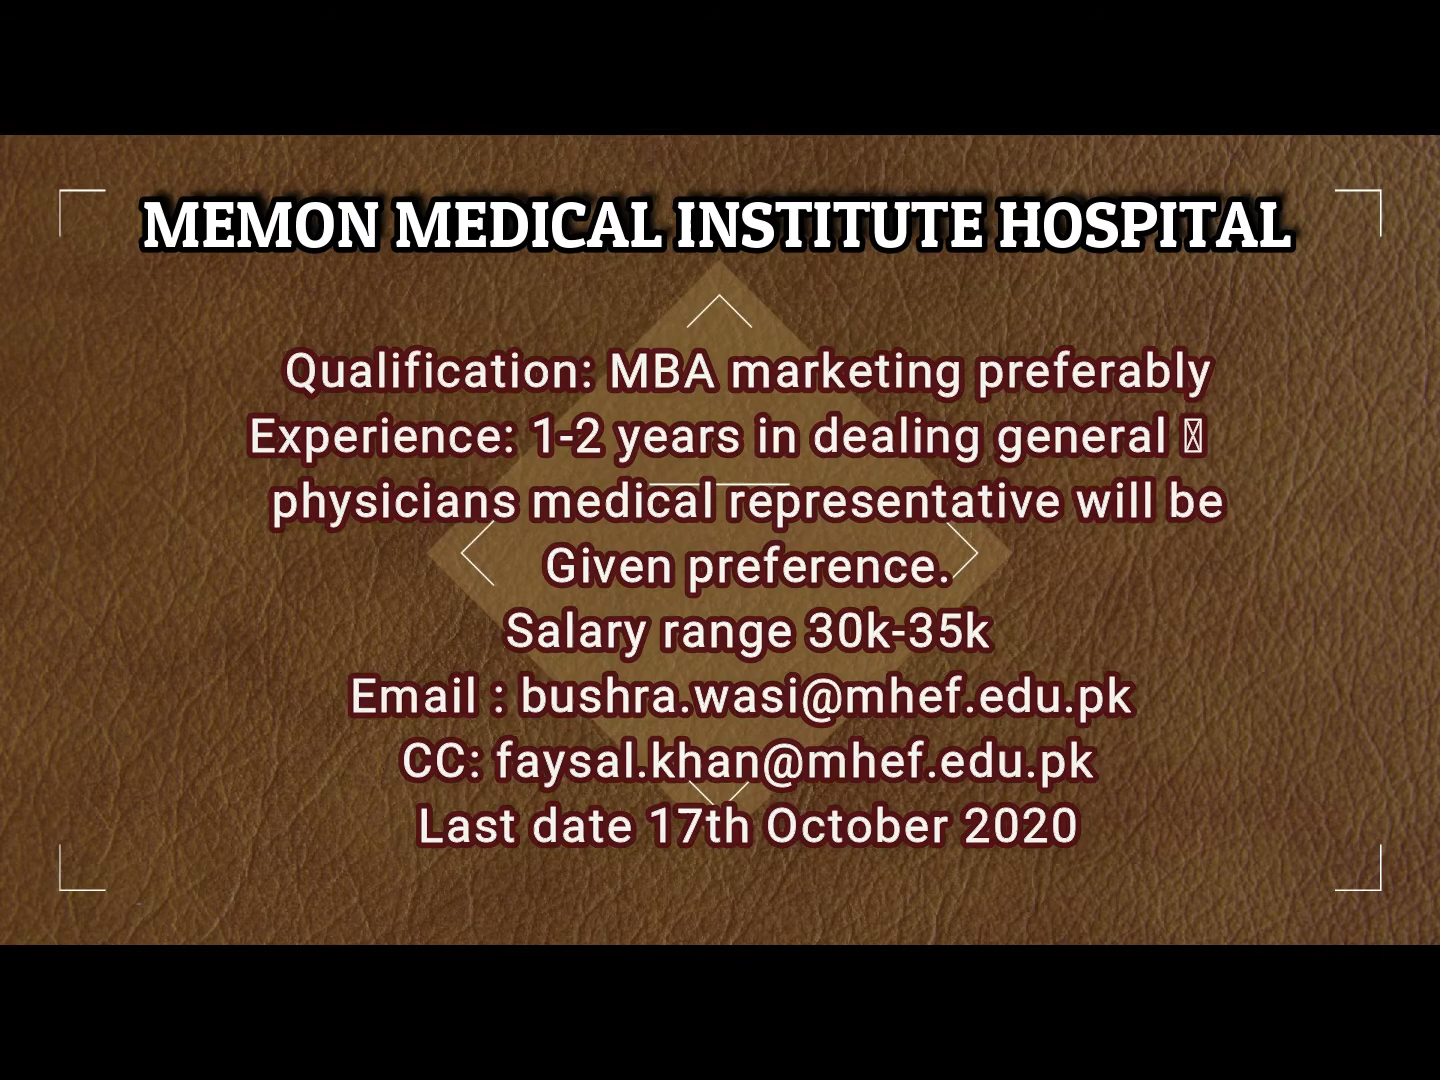 MEMON MEDICAL INSTITUTE HOSPITAL
Qualification: MBA marketing preferably
Experience: 1-2 years in dealing general
physicians medical representative will be
Given preference.
Salary range 30k-35k
Email : bushra.wasi@mhef.edu.pk
CC: faysal.khan@mhef.edu.pk
Last date 17th October 2020